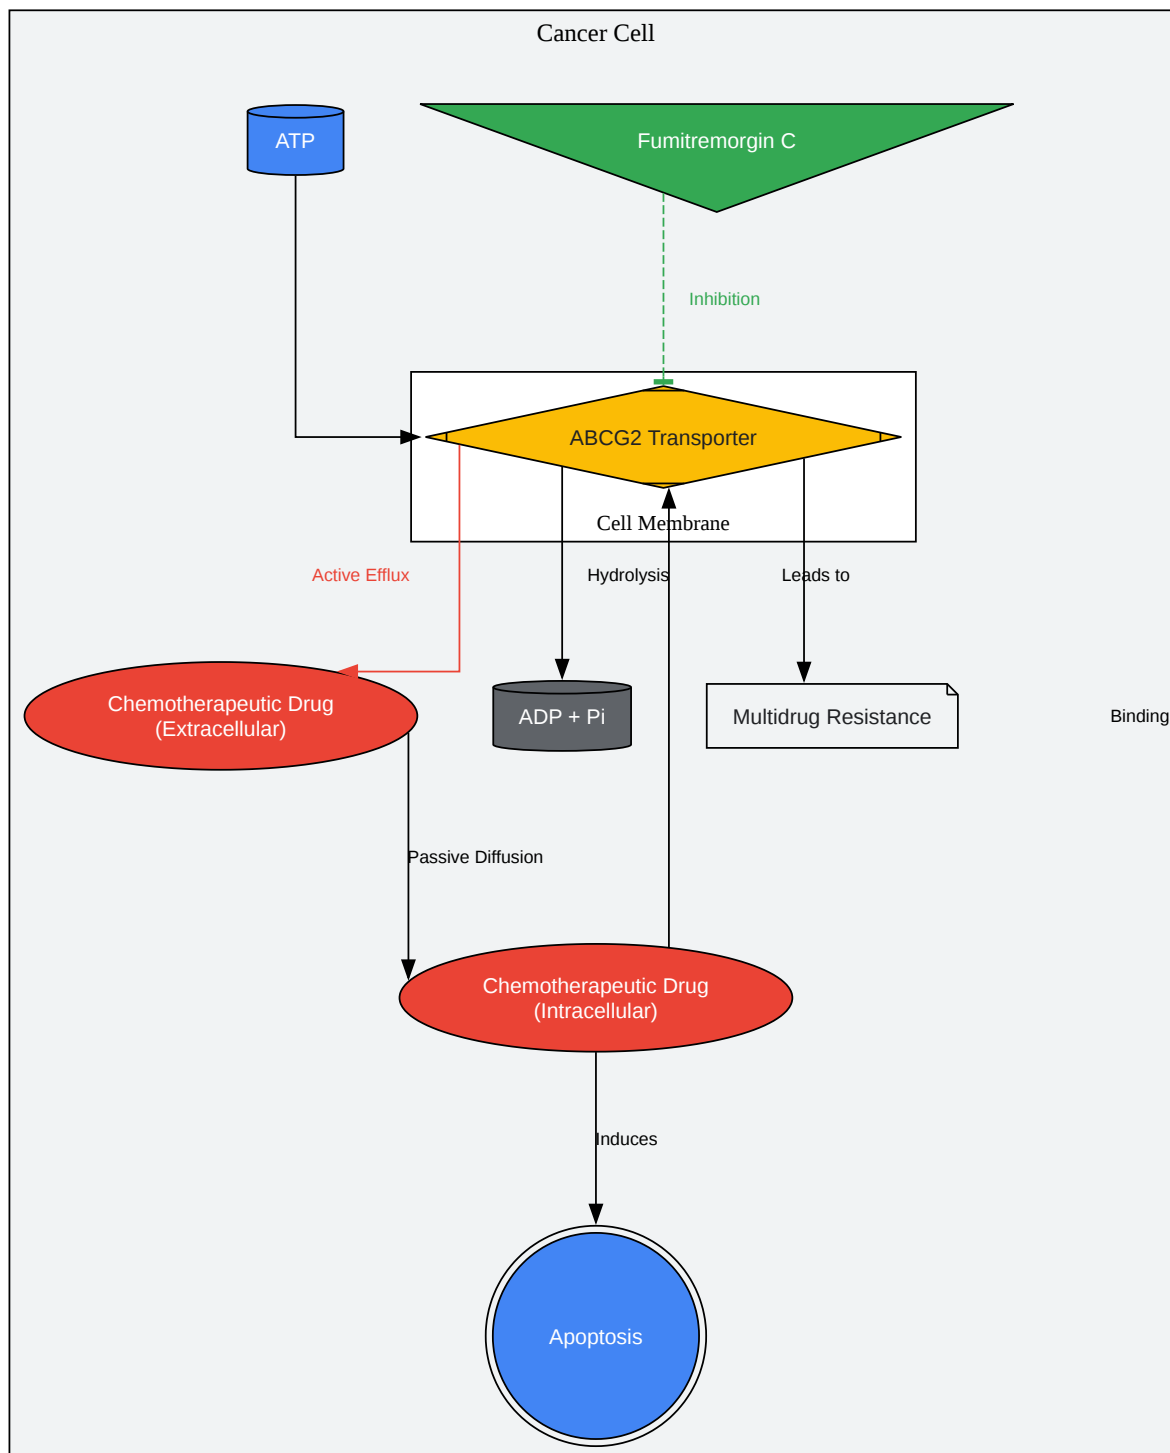 Cancer Cell
ATP
Fumitremorgin C
Inhibition
ABCG2 Transporter
Cell Membrane
Active Efflux
Hydrolysis
Leads to
Chemotherapeutic Drug
(Extracellular)
ADP + Pi
Multidrug Resistance
Binding
Passive Diffusion
Chemotherapeutic Drug
(Intracellular)
Induces
Apoptosis